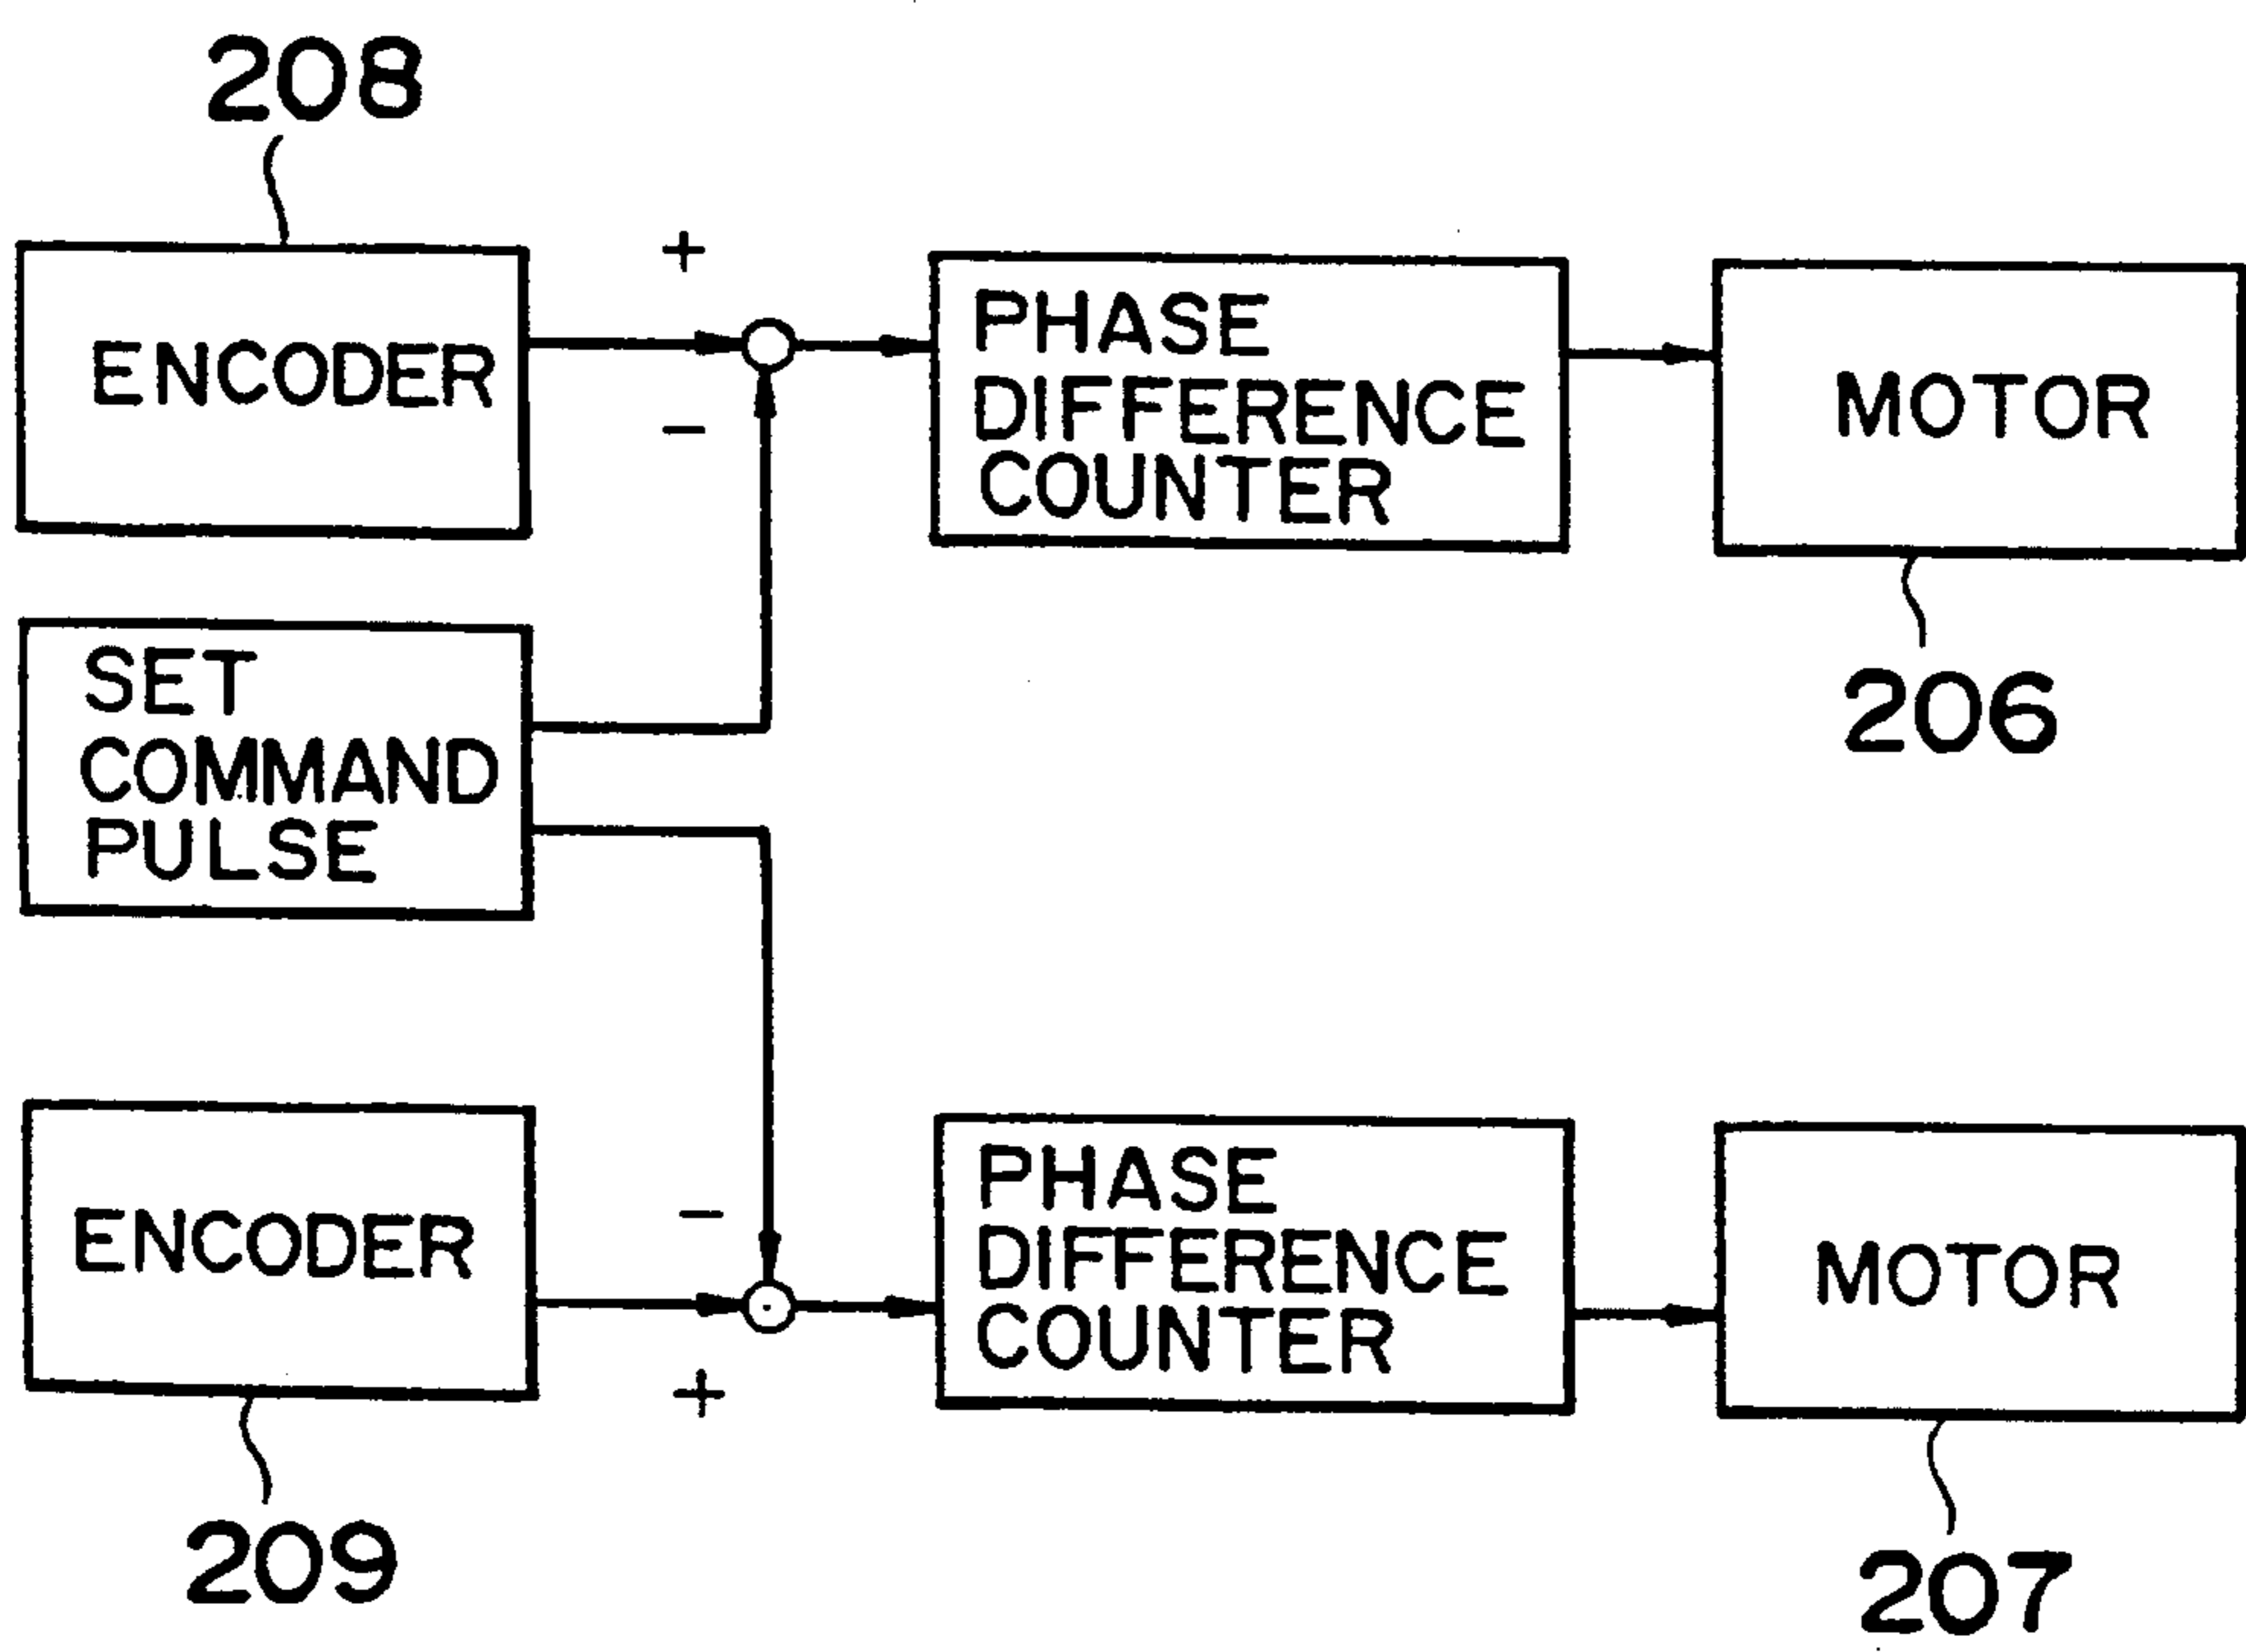 208
+
ENCODER
−
PHASE
DIFFERENCE
COUNTER
MOTOR
206
SET
COMMAND
PULSE
ENCODER
−
+
PHASE
DIFFERENCE
COUNTER
MOTOR
209
207